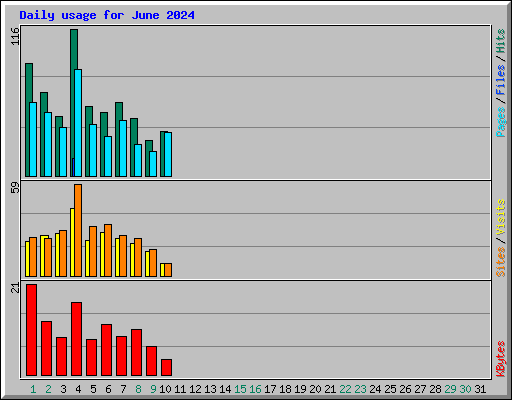 Daily usage for June 2024
116
59
21
Pages / Files / Hits
Sites / Visits
KBytes
1 2 3 4 5 6 7 8 9 10 11 12 13 14 15 16 17 18 19 20 21 22 23 24 25 26 27 28 29 30 31